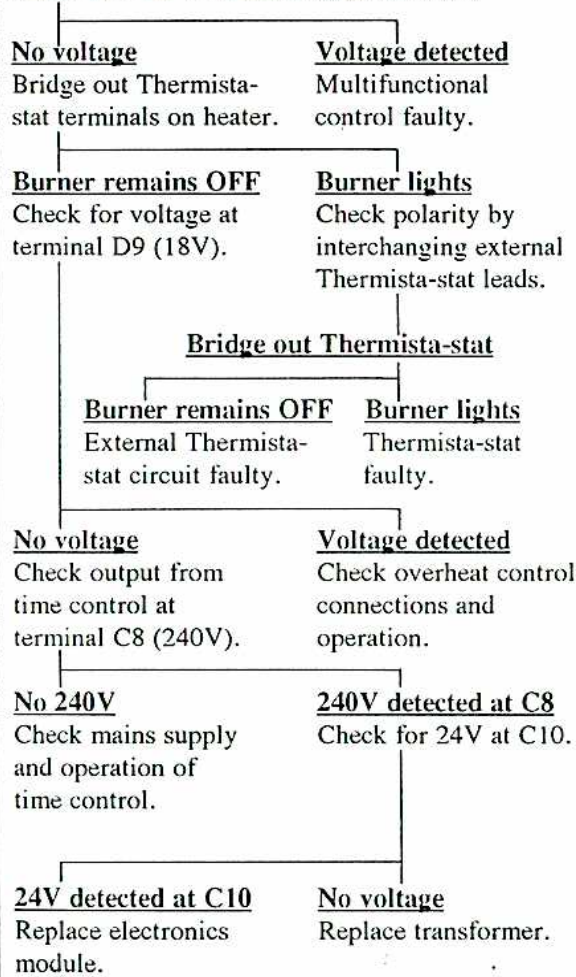 No voltage
Bridge out Thermista-
stat terminals on heater.
Voltage detected
Multifunctional
control faulty.
Burner remains OFF
Check for voltage at
terminal D9 (18V).
Burner lights
Check polarity by
interchanging external
Thermista-stat leads.
Bridge out Thermista-stat
Burner remains OFF
External Thermista-
stat circuit faulty.
Burner lights
Thermista-stat
faulty.
No voltage
Check output from
time control at
terminal C8 (240V).
Voltage detected
Check overheat control
connections and
operation.
No 240V
Check mains supply
and operation of
time control.
240V detected at C8
Check for 24V at C10.
24V detected at C10
Replace electronics
module.
No voltage
Replace transformer.